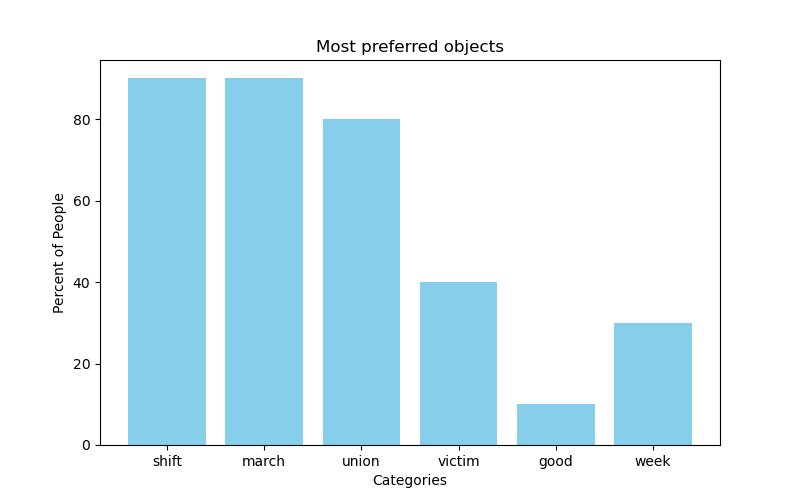 Most preferred objects
Percent of People
80
60
40
20
0
shift march union victim good week
Categories